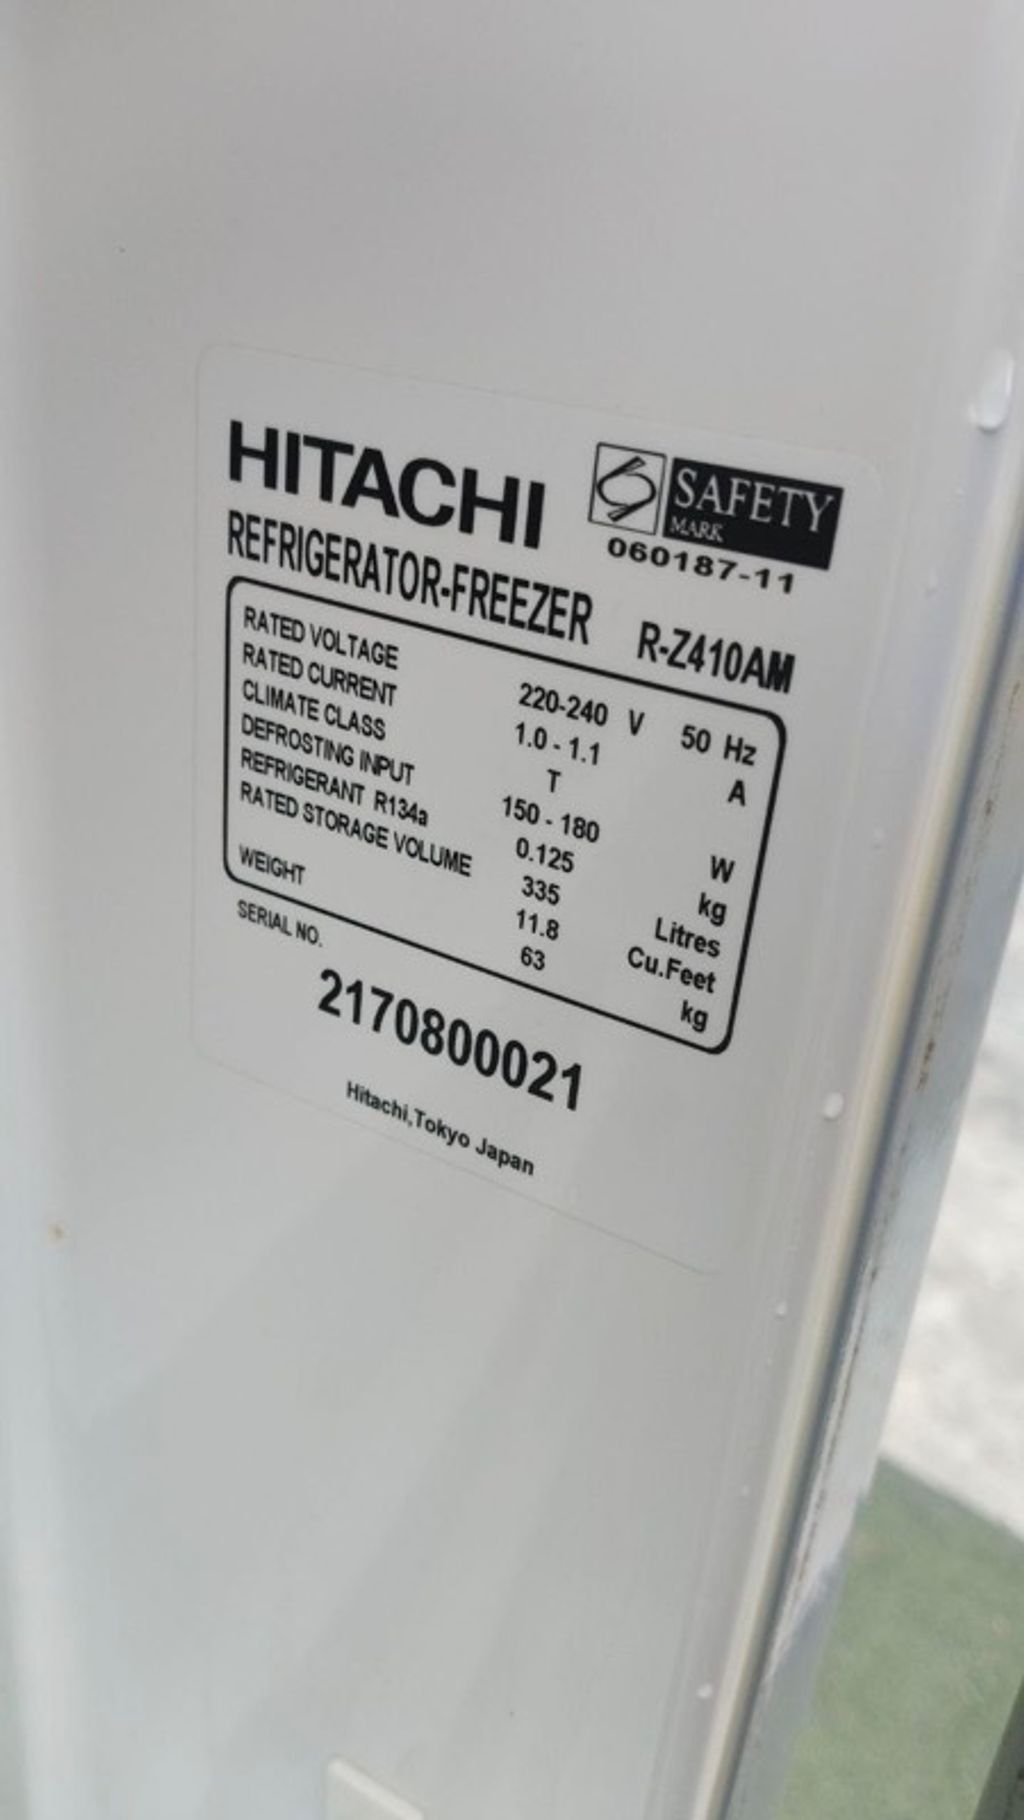 HITACHI
SAFETY
MARK
060187-11
REFRIGERATOR-FREEZER R-Z410AM
RATED VOLTAGE 220-240 V 50 Hz
RATED CURRENT 1.0 - 1.1 A
CLIMATE CLASS T
DEFROSTING INPUT 150 - 180 W
REFRIGERANT R134a 0.125 kg
RATED STORAGE VOLUME 335 Litres
11.8 Cu.Feet
WEIGHT 63 kg
SERIAL NO.
2170800021
Hitachi,Tokyo Japan